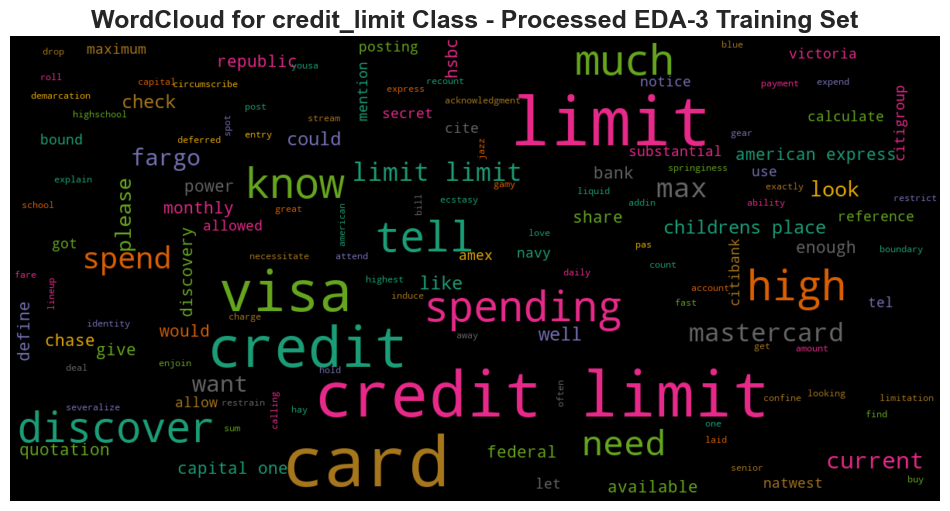 WordCloud for credit_limit Class - Processed EDA-3 Training Set
drop
maximum
posting
blue
republic
yousa
hsbc
much
victoria
roll
capital
circumscribe
mention
recount
notice
payment
expend
demarcation
check
express
acknowledgment
limit
citigroup
highschool
post
stream
secret
calculate
deferred
spot
entry
cite
gear
bound
could
jazz
substantial
american express
fargo
limit limit
bank
springiness
use
explain
please
power
know
gamy
max
exactly
look
restrict
monthly
bill
ecstasy
liquid
addin
ability
school
great
american
share
childrens place
reference
got
allowed
tell
love
navy
pas
enough
boundary
spend
discovery
necessitate
attend
amex
count
citibank
fare
lineup
visa
highest
like
daily
account
high
tel
define
charge
induce
spending
fast
identity
would
well
mastercard
chase
give
credit
away
get
amount
deal
enjoin
hold
want
credit limit
often
confine
looking
limitation
severalize
allow
restrain
calling
hay
find
discover
sum
card
need
one
laid
quotation
capital one
federal
senior
current
let
available
natwest
buy